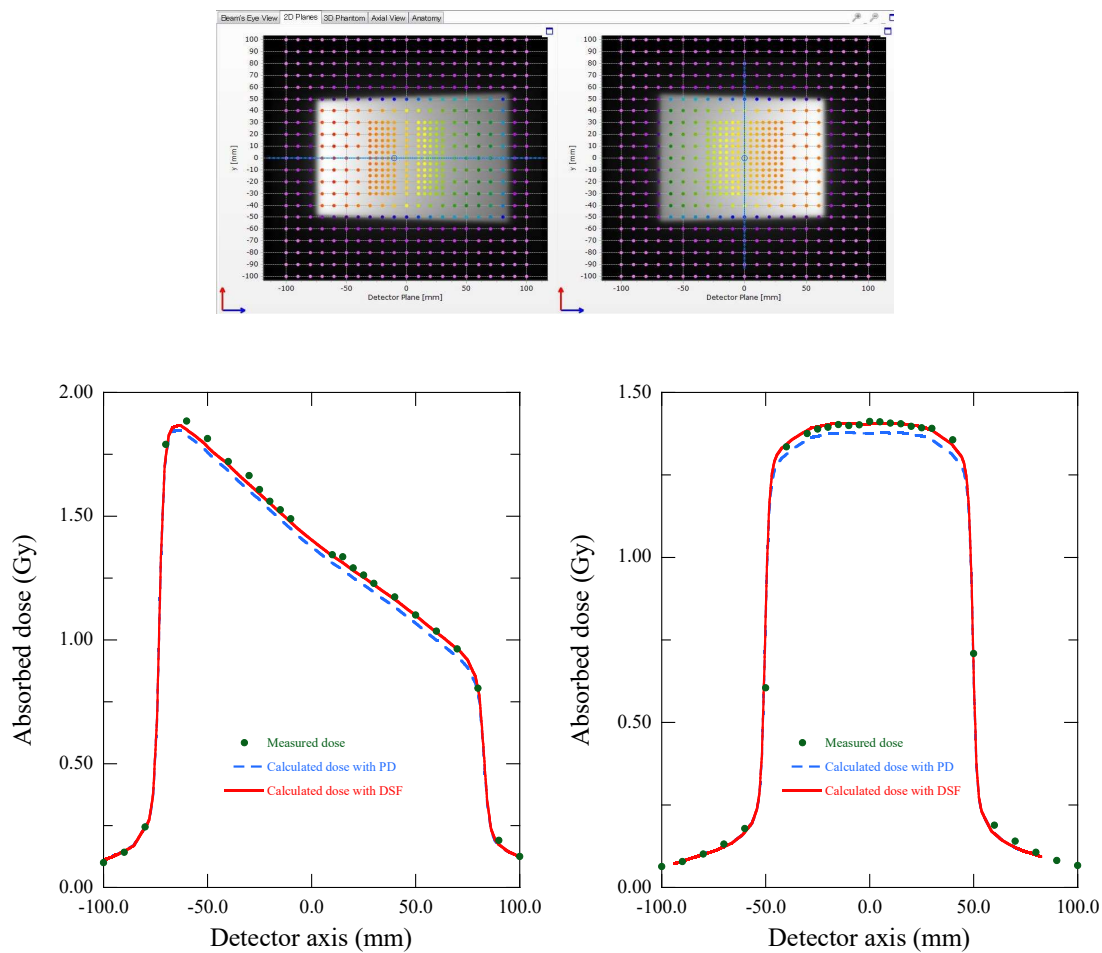 Beam's Eye View 2D Planes 3D Phantom Axial View Anatomy
100
90
80
70
60
50
40
30
20
10
0
-10
-20
-30
-40
-50
-60
-70
-80
-90
-100
y [mm]
-100 -50 0 50 100
Detector Plane [mm]
100
90
80
70
60
50
40
30
20
10
0
-10
-20
-30
-40
-50
-60
-70
-80
-90
-100
y [mm]
-100 -50 0 50 100
Detector Plane [mm]
2.00
1.50
1.00
0.50
0.00
Absorbed dose (Gy)
Measured dose
Calculated dose with PD
Calculated dose with DSF
-100.0 -50.0 0.0 50.0 100.0
Detector axis (mm)
1.50
1.00
0.50
0.00
Absorbed dose (Gy)
Measured dose
Calculated dose with PD
Calculated dose with DSF
-100.0 -50.0 0.0 50.0 100.0
Detector axis (mm)